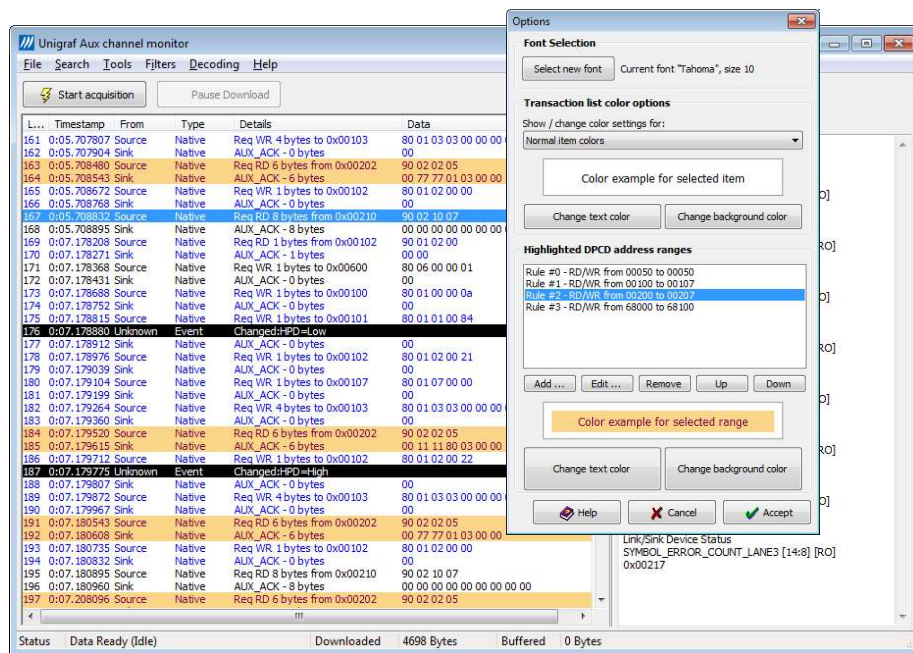 Unigraf Aux channel monitor
File Search Tools Filters Decoding Help
Start acquisition
Pause Download
L... Timestamp From Type Details Data
161 0:05.707807 Source Native Req WR 4 bytes to 0x00103 80 01 03 03 00 00 00
162 0:05.707904 Sink Native AUX_ACK - 0 bytes 00
163 0:05.708480 Source Native Req RD 6 bytes from 0x00202 90 02 02 05
164 0:05.708543 Sink Native AUX_ACK - 6 bytes 00 77 77 01 03 00 00
165 0:05.708672 Source Native Req WR 1 bytes to 0x00102 80 01 02 00 00
166 0:05.708768 Sink Native AUX_ACK - 0 bytes 00
167 0:05.708832 Source Native Req RD 8 bytes from 0x00210 90 02 10 07
168 0:05.708895 Sink Native AUX_ACK - 8 bytes 00 00 00 00 00 00 00
169 0:07.178208 Source Native Req RD 1 bytes from 0x00102 90 01 02 00
170 0:07.178271 Sink Native AUX_ACK - 1 bytes 00 00
171 0:07.178368 Source Native Req WR 1 bytes to 0x00600 80 06 00 00 01
172 0:07.178431 Sink Native AUX_ACK - 0 bytes 00
173 0:07.178688 Source Native Req WR 1 bytes to 0x00100 80 01 00 00 0a
174 0:07.178752 Sink Native AUX_ACK - 0 bytes 00
175 0:07.178815 Source Native Req WR 1 bytes to 0x00101 80 01 01 00 84
176 0:07.178880 Unknown Event Changed:HPD=Low
177 0:07.178912 Sink Native AUX_ACK - 0 bytes 00
178 0:07.178976 Source Native Req WR 1 bytes to 0x00102 80 01 02 00 21
179 0:07.179039 Sink Native AUX_ACK - 0 bytes 00
180 0:07.179104 Source Native Req WR 1 bytes to 0x00107 80 01 07 00 00
181 0:07.179199 Sink Native AUX_ACK - 0 bytes 00
182 0:07.179264 Source Native Req WR 4 bytes to 0x00103 80 01 03 03 00 00 00
183 0:07.179360 Sink Native AUX_ACK - 0 bytes 00
184 0:07.179520 Source Native Req RD 6 bytes from 0x00202 90 02 02 05
185 0:07.179615 Sink Native AUX_ACK - 6 bytes 00 11 11 80 03 00 00
186 0:07.179712 Source Native Req WR 1 bytes to 0x00102 80 01 02 00 22
187 0:07.179775 Unknown Event Changed:HPD=High
188 0:07.179807 Sink Native AUX_ACK - 0 bytes 00
189 0:07.179872 Source Native Req WR 4 bytes to 0x00103 80 01 03 03 00 00 00
190 0:07.179967 Sink Native AUX_ACK - 0 bytes 00
191 0:07.180543 Source Native Req RD 6 bytes from 0x00202 90 02 02 05
192 0:07.180608 Sink Native AUX_ACK - 6 bytes 00 77 77 01 03 00 00
193 0:07.180735 Source Native Req WR 1 bytes to 0x00102 80 01 02 00 00
194 0:07.180832 Sink Native AUX_ACK - 0 bytes 00
195 0:07.180895 Source Native Req RD 8 bytes from 0x00210 90 02 10 07
196 0:07.180960 Sink Native AUX_ACK - 8 bytes 00 00 00 00 00 00 00 00 00
197 0:07.208096 Source Native Req RD 6 bytes from 0x00202 90 02 02 05
Link/Sink Device Status
SYMBOL_ERROR_COUNT_LANE3 [14:8] [RO]
0x00217
Status Data Ready (Idle) Downloaded 4698 Bytes Buffered 0 Bytes
Options
Font Selection
Select new font
Current font "Tahoma", size 10
Transaction list color options
Show / change color settings for:
Normal item colors
Color example for selected item
Change text color
Change background color
Highlighted DPCD address ranges
Rule #0 - RD/WR from 00050 to 00050
Rule #1 - RD/WR from 00100 to 00107
Rule #2 - RD/WR from 00200 to 00207
Rule #3 - RD/WR from 68000 to 68100
Add ... Edit ... Remove Up Down
Color example for selected range
Change text color
Change background color
Help Cancel Accept